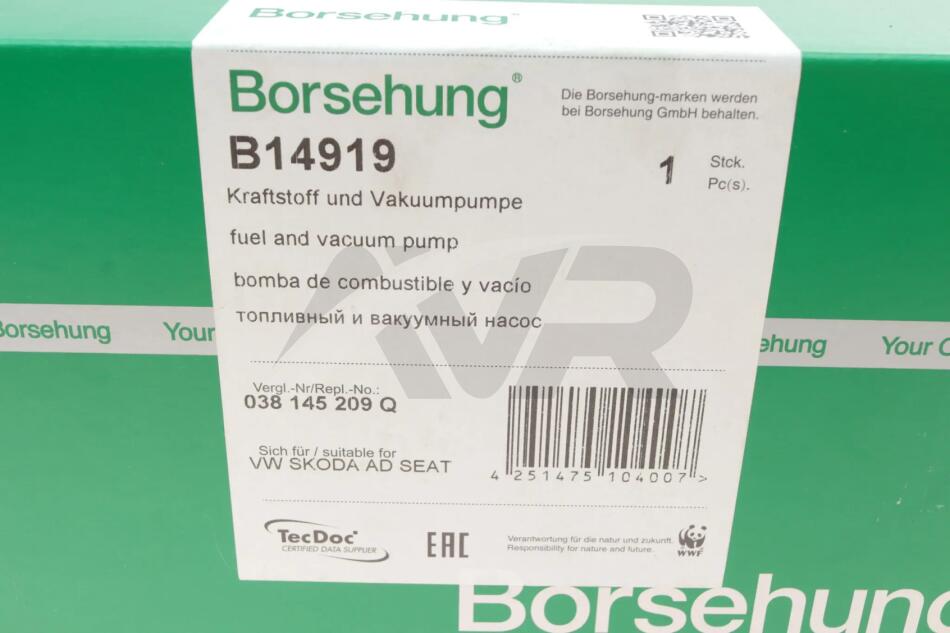 Borsehung®
Borsehung®
Die Borsehung-marken werden
bei Borsehung GmbH behalten.
B14919
1 Stck.
Pc(s).
Kraftstoff und Vakuumpumpe
fuel and vacuum pump
bomba de combustible y vacío
топливный и вакуумный насос
iVR
Borsehung Your
sehung Your
Vergl.-Nr/Repl.-No.:
038 145 209 Q
Sich für / suitable for
VW SKODA AD SEAT
4 251475 104007 >
TecDoc®
CERTIFIED DATA SUPPLIER
EAC
Verantwortung für die natur und zukunft.
Responsibility for nature and future.
WWF
Borsehung